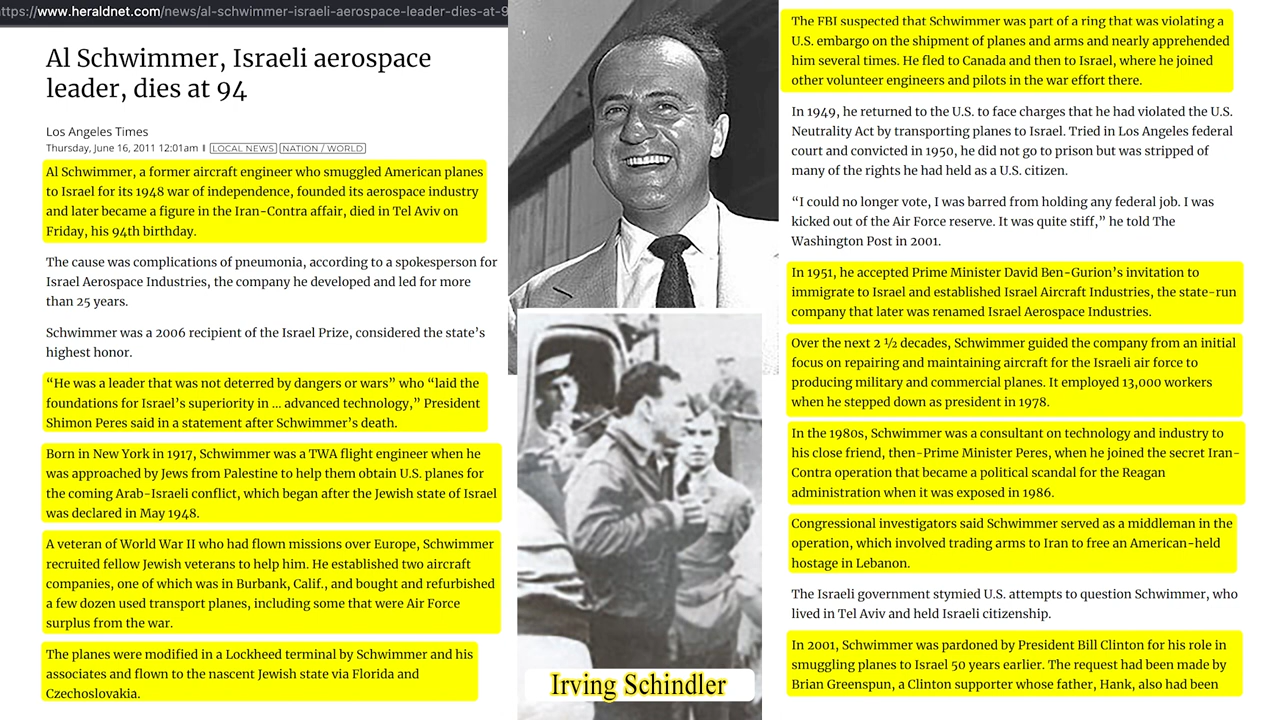 ttps://www.heraldnet.com/news/al-schwimmer-israeli-aerospace-leader-dies-at-9
Al Schwimmer, Israeli aerospace
leader, dies at 94
Los Angeles Times
Thursday, June 16, 2011 12:01am | LOCAL NEWS NATION / WORLD
Al Schwimmer, a former aircraft engineer who smuggled American planes
to Israel for its 1948 war of independence, founded its aerospace industry
and later became a figure in the Iran-Contra affair, died in Tel Aviv on
Friday, his 94th birthday.
The cause was complications of pneumonia, according to a spokesperson for
Israel Aerospace Industries, the company he developed and led for more
than 25 years.
Schwimmer was a 2006 recipient of the Israel Prize, considered the state's
highest honor.
“He was a leader that was not deterred by dangers or wars” who “laid the
foundations for Israel’s superiority in … advanced technology,” President
Shimon Peres said in a statement after Schwimmer’s death.
Born in New York in 1917, Schwimmer was a TWA flight engineer when he
was approached by Jews from Palestine to help them obtain U.S. planes for
the coming Arab-Israeli conflict, which began after the Jewish state of Israel
was declared in May 1948.
A veteran of World War II who had flown missions over Europe, Schwimmer
recruited fellow Jewish veterans to help him. He established two aircraft
companies, one of which was in Burbank, Calif., and bought and refurbished
a few dozen used transport planes, including some that were Air Force
surplus from the war.
The planes were modified in a Lockheed terminal by Schwimmer and his
associates and flown to the nascent Jewish state via Florida and
Czechoslovakia.
Irving Schindler
The FBI suspected that Schwimmer was part of a ring that was violating a
U.S. embargo on the shipment of planes and arms and nearly apprehended
him several times. He fled to Canada and then to Israel, where he joined
other volunteer engineers and pilots in the war effort there.
In 1949, he returned to the U.S. to face charges that he had violated the U.S.
Neutrality Act by transporting planes to Israel. Tried in Los Angeles federal
court and convicted in 1950, he did not go to prison but was stripped of
many of the rights he had held as a U.S. citizen.
“I could no longer vote, I was barred from holding any federal job. I was
kicked out of the Air Force reserve. It was quite stiff,” he told The
Washington Post in 2001.
In 1951, he accepted Prime Minister David Ben-Gurion’s invitation to
immigrate to Israel and established Israel Aircraft Industries, the state-run
company that later was renamed Israel Aerospace Industries.
Over the next 2 ½ decades, Schwimmer guided the company from an initial
focus on repairing and maintaining aircraft for the Israeli air force to
producing military and commercial planes. It employed 13,000 workers
when he stepped down as president in 1978.
In the 1980s, Schwimmer was a consultant on technology and industry to
his close friend, then-Prime Minister Peres, when he joined the secret Iran-
Contra operation that became a political scandal for the Reagan
administration when it was exposed in 1986.
Congressional investigators said Schwimmer served as a middleman in the
operation, which involved trading arms to Iran to free an American-held
hostage in Lebanon.
The Israeli government stymied U.S. attempts to question Schwimmer, who
lived in Tel Aviv and held Israeli citizenship.
In 2001, Schwimmer was pardoned by President Bill Clinton for his role in
smuggling planes to Israel 50 years earlier. The request had been made by
Brian Greenspun, a Clinton supporter whose father, Hank, also had been